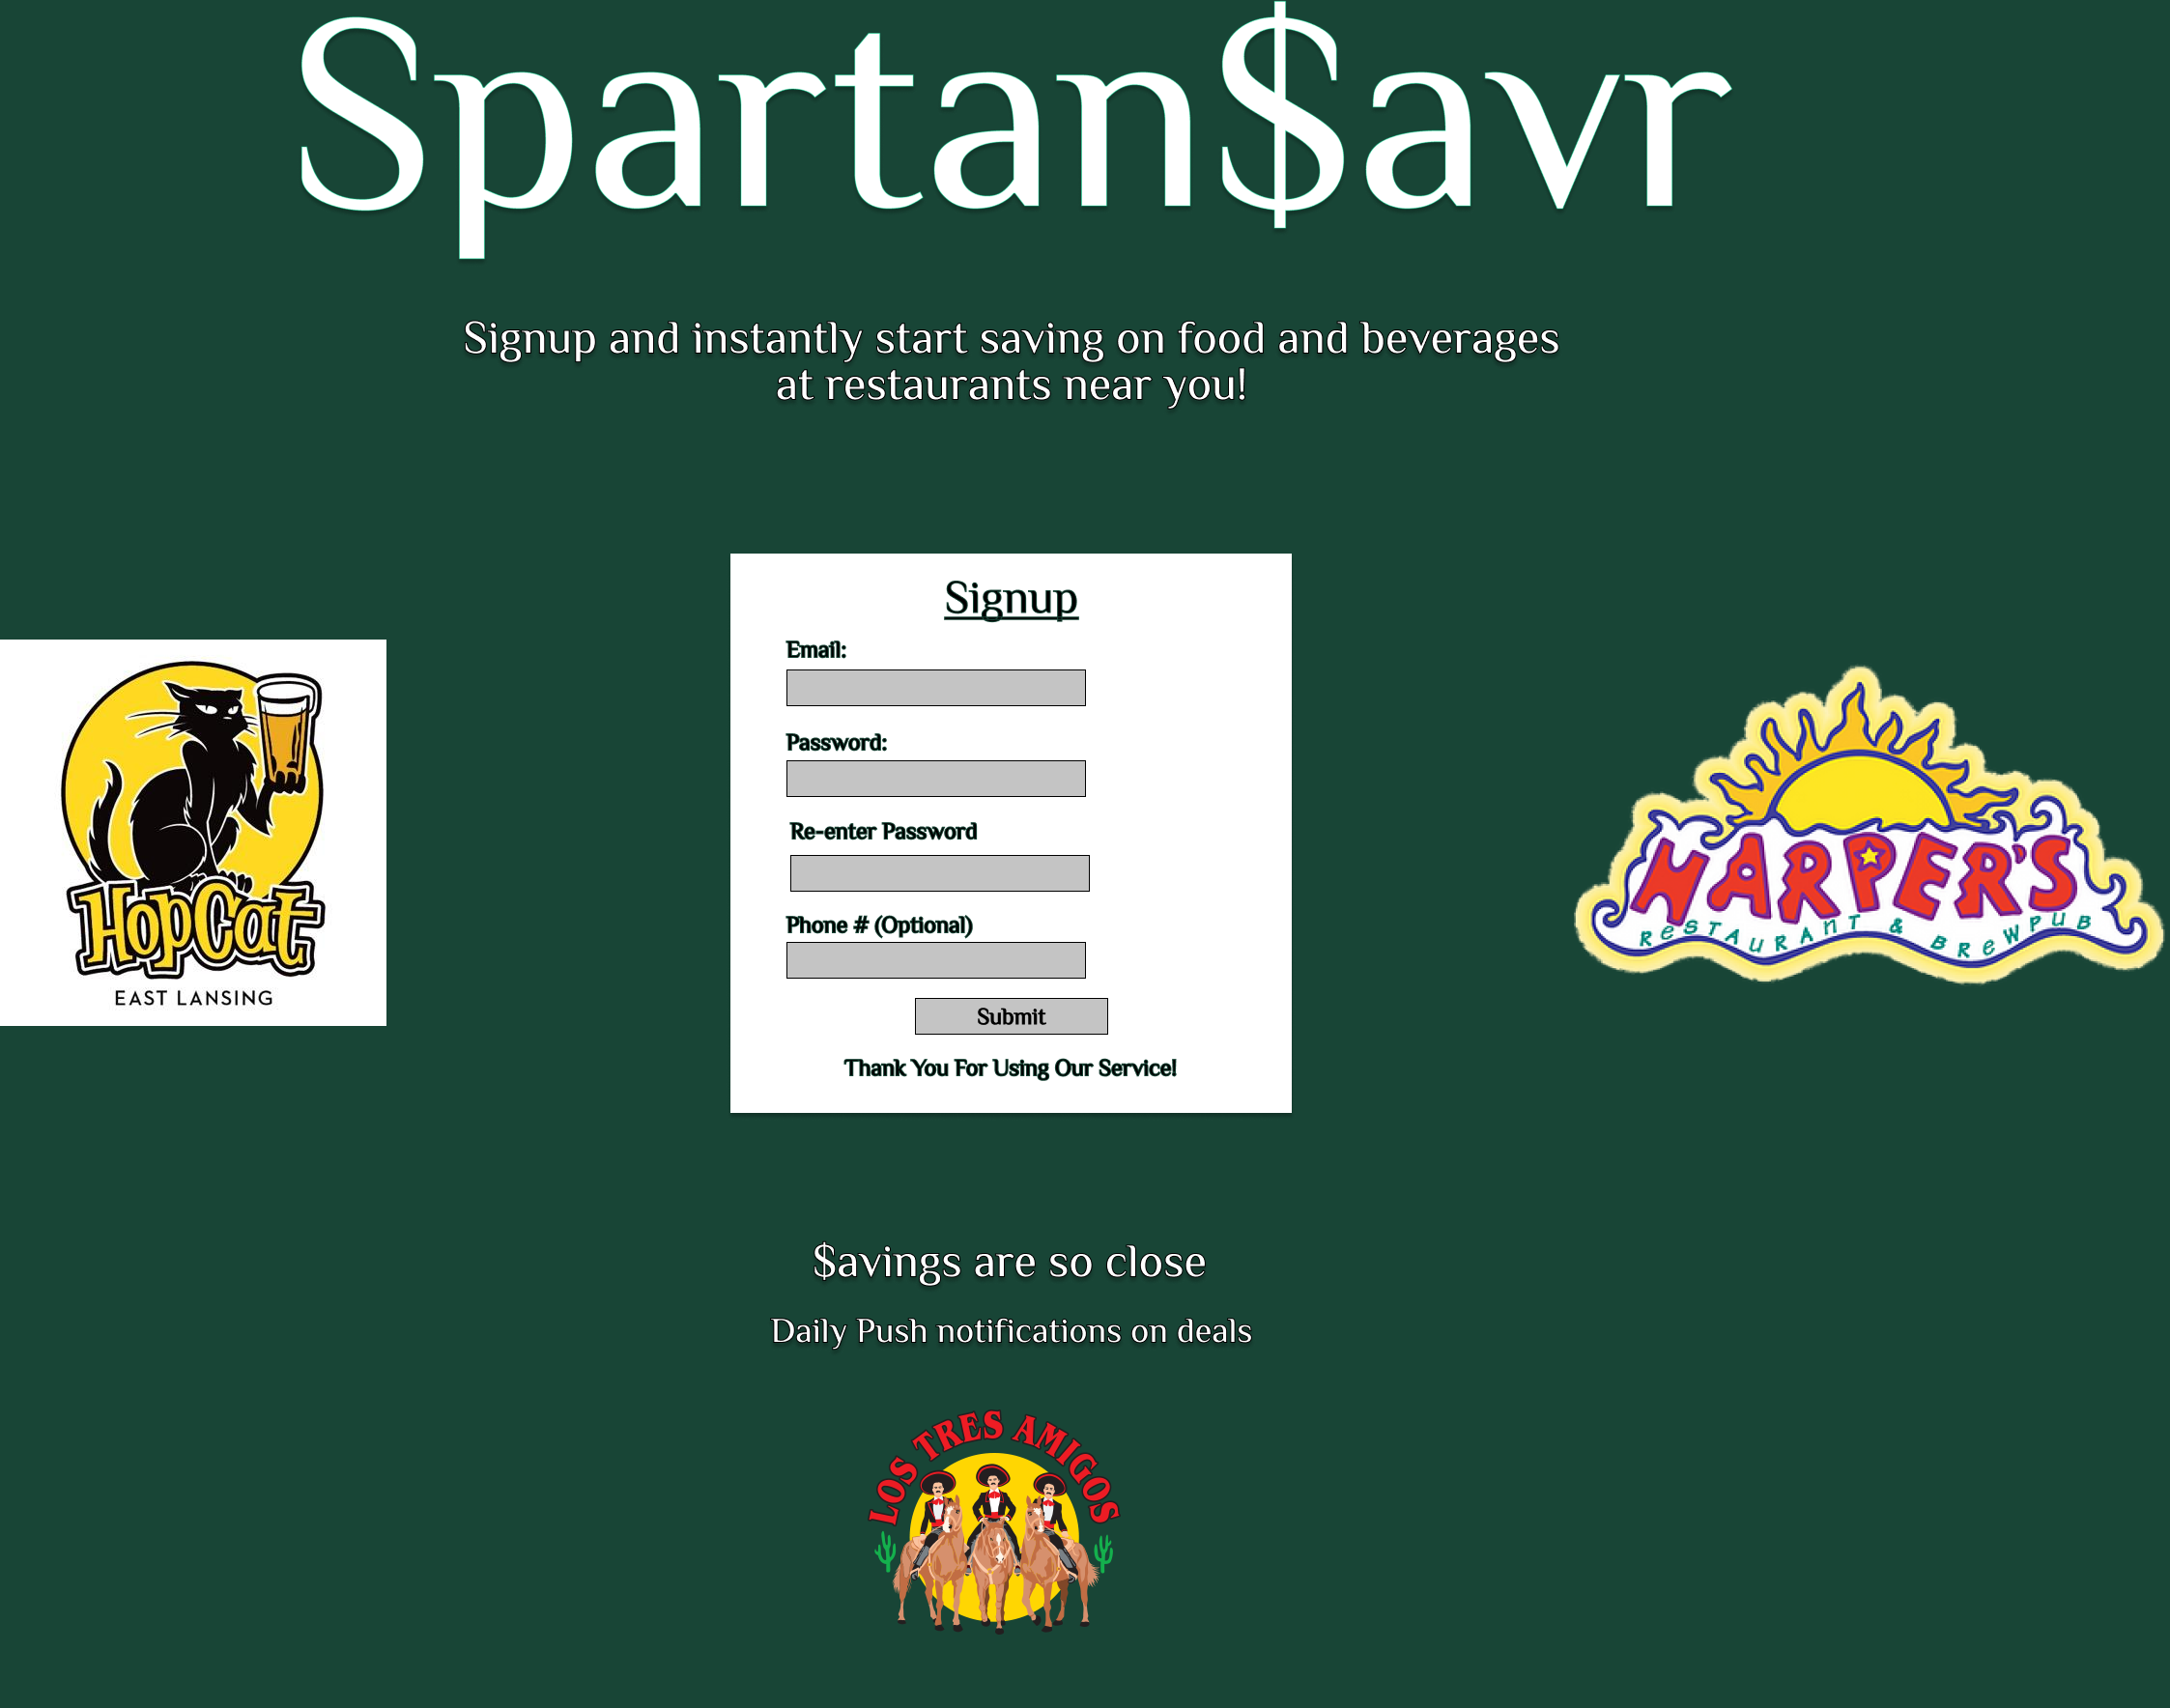 Spartan$avr
Signup and instantly start saving on food and beverages
at restaurants near you!
Signup
Email:
Password:
Re-enter Password
Phone # (Optional)
Submit
Thank You For Using Our Service!
HopCat
EAST LANSING
HARPER'S
RESTAURANT & BREWPUB
$avings are so close
Daily Push notifications on deals
LOS TRES AMIGOS